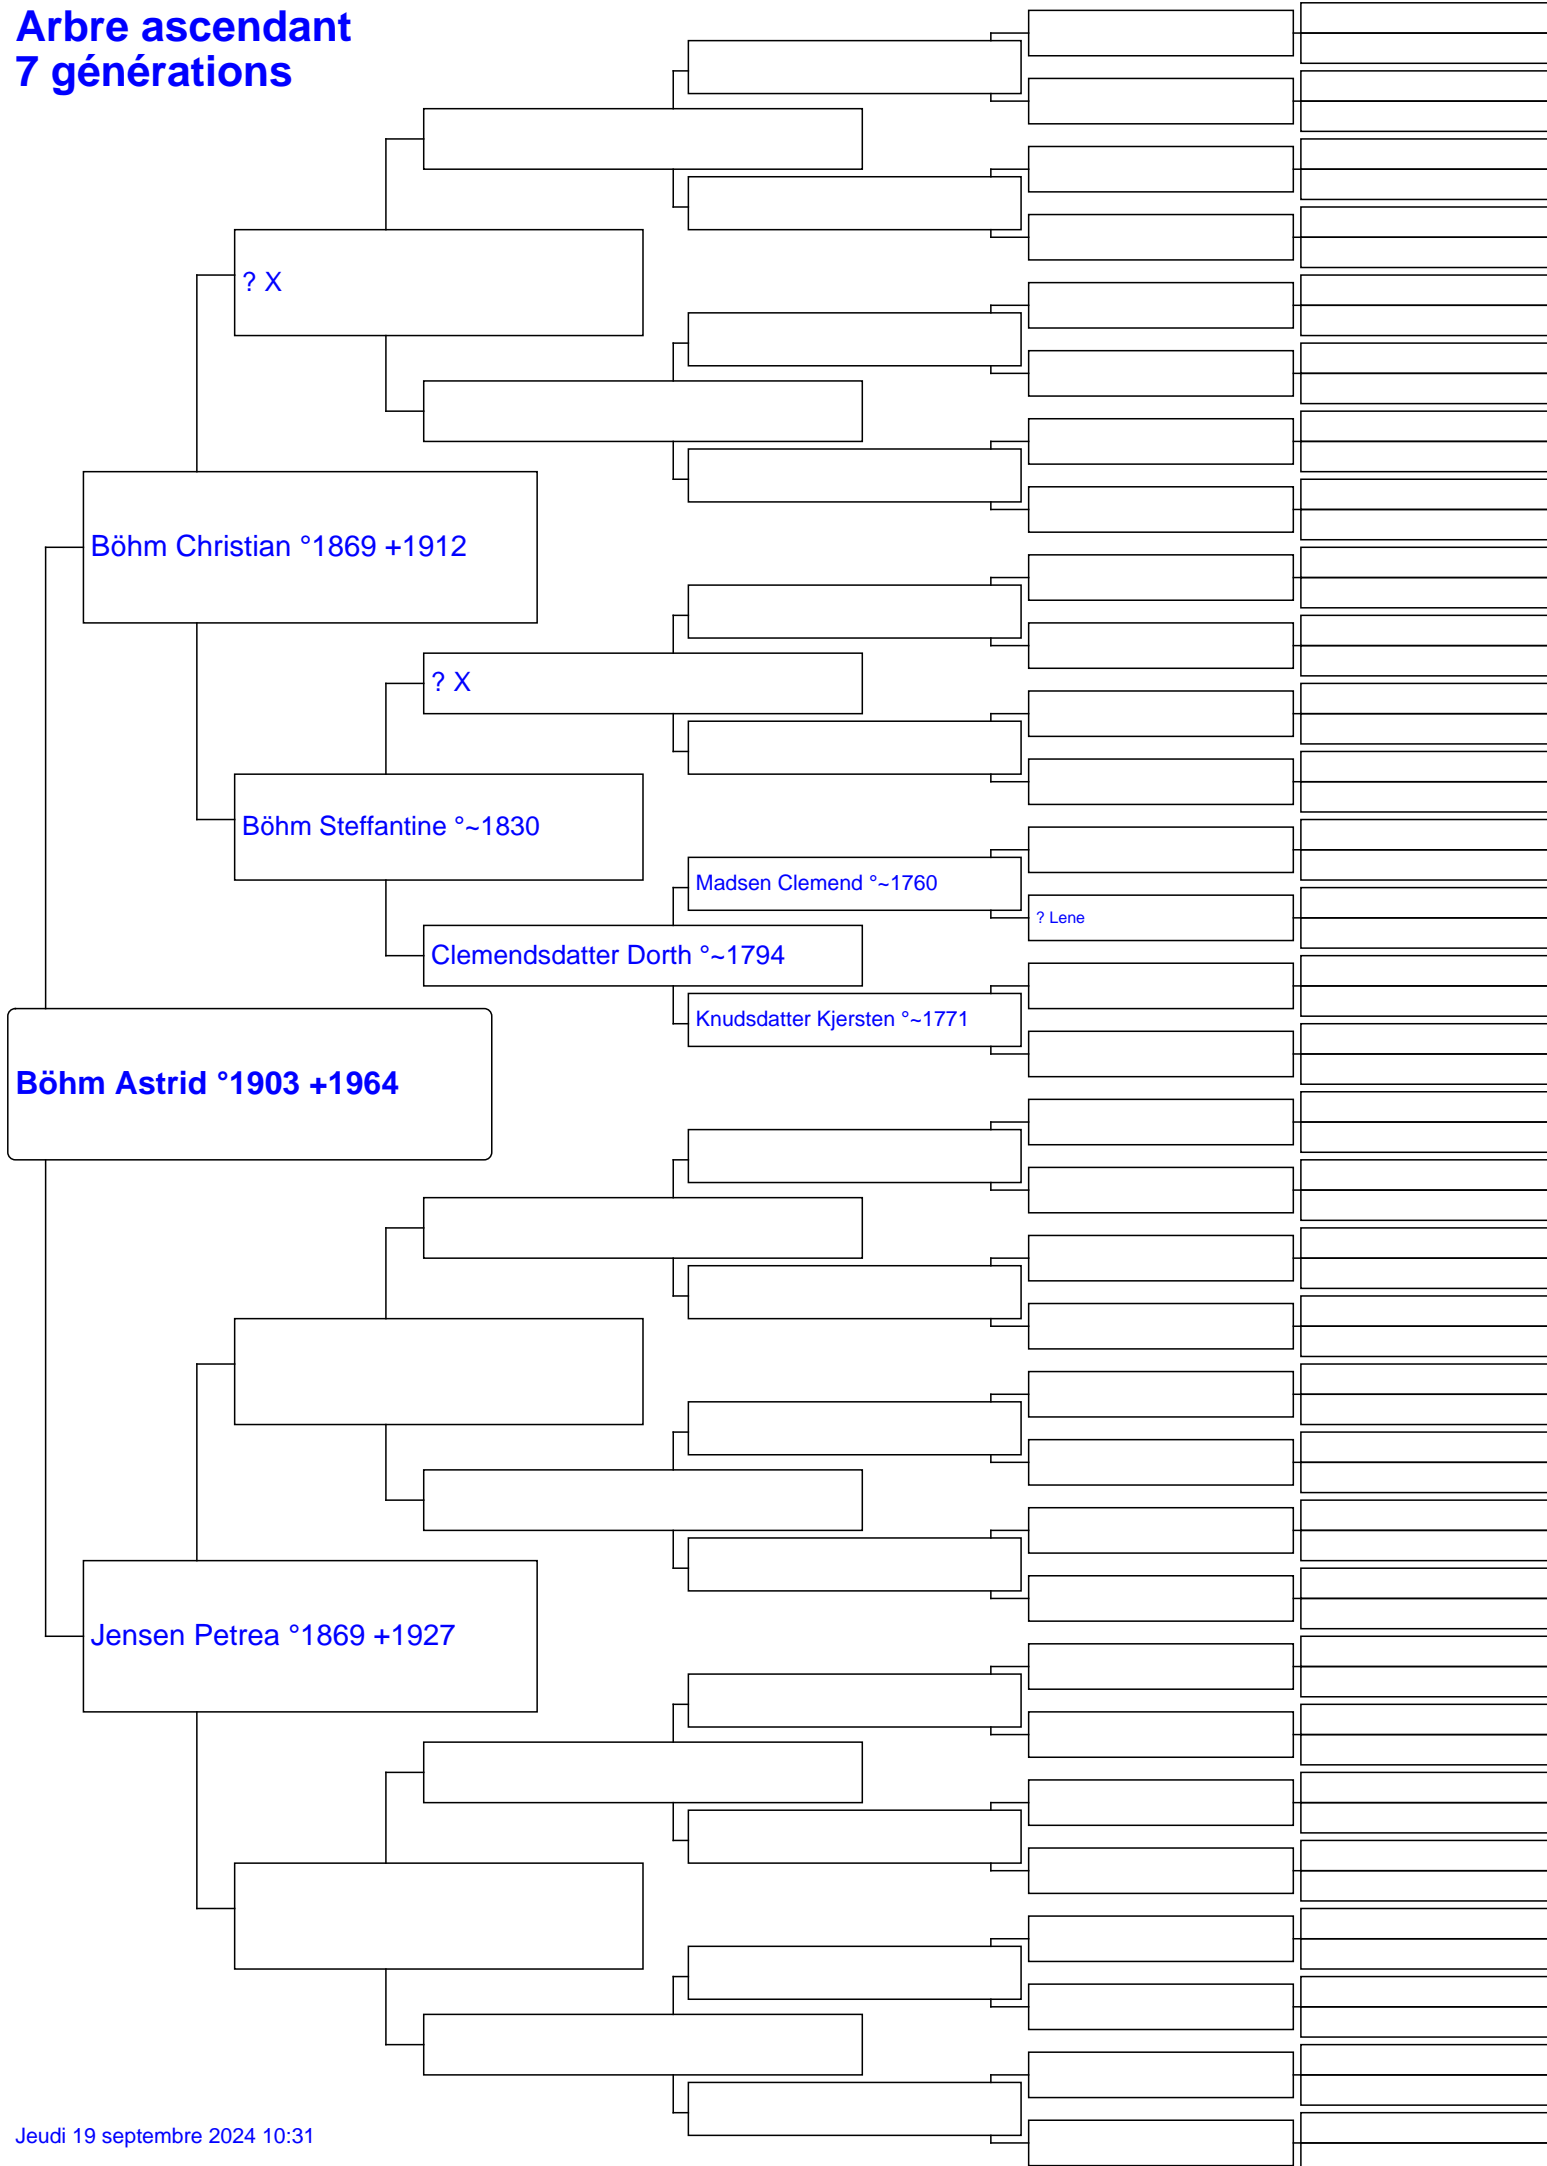 Arbre ascendant
7 générations
? X
Böhm Christian °1869 +1912
? X
Böhm Steffantine °~1830
Madsen Clemend °~1760
? Lene
Clemendsdatter Dorth °~1794
Knudsdatter Kjersten °~1771
Böhm Astrid °1903 +1964
Jensen Petrea °1869 +1927
Jeudi 19 septembre 2024 10:31